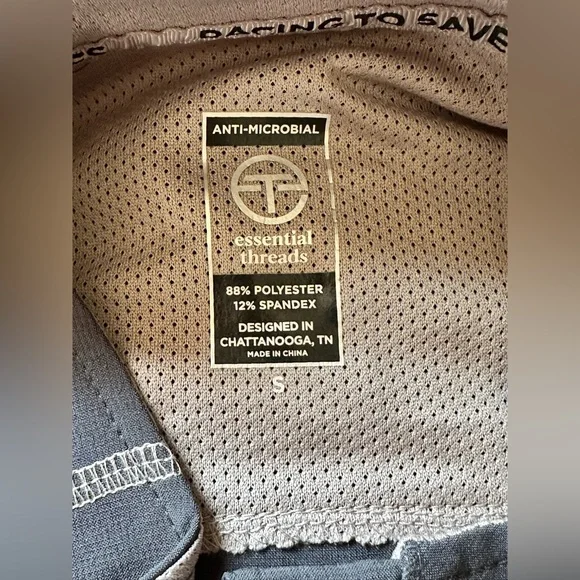 RACING TO SAVE
ANTI-MICROBIAL
essential
threads
88% POLYESTER
12% SPANDEX
DESIGNED IN
CHATTANOOGA, TN
MADE IN CHINA
S